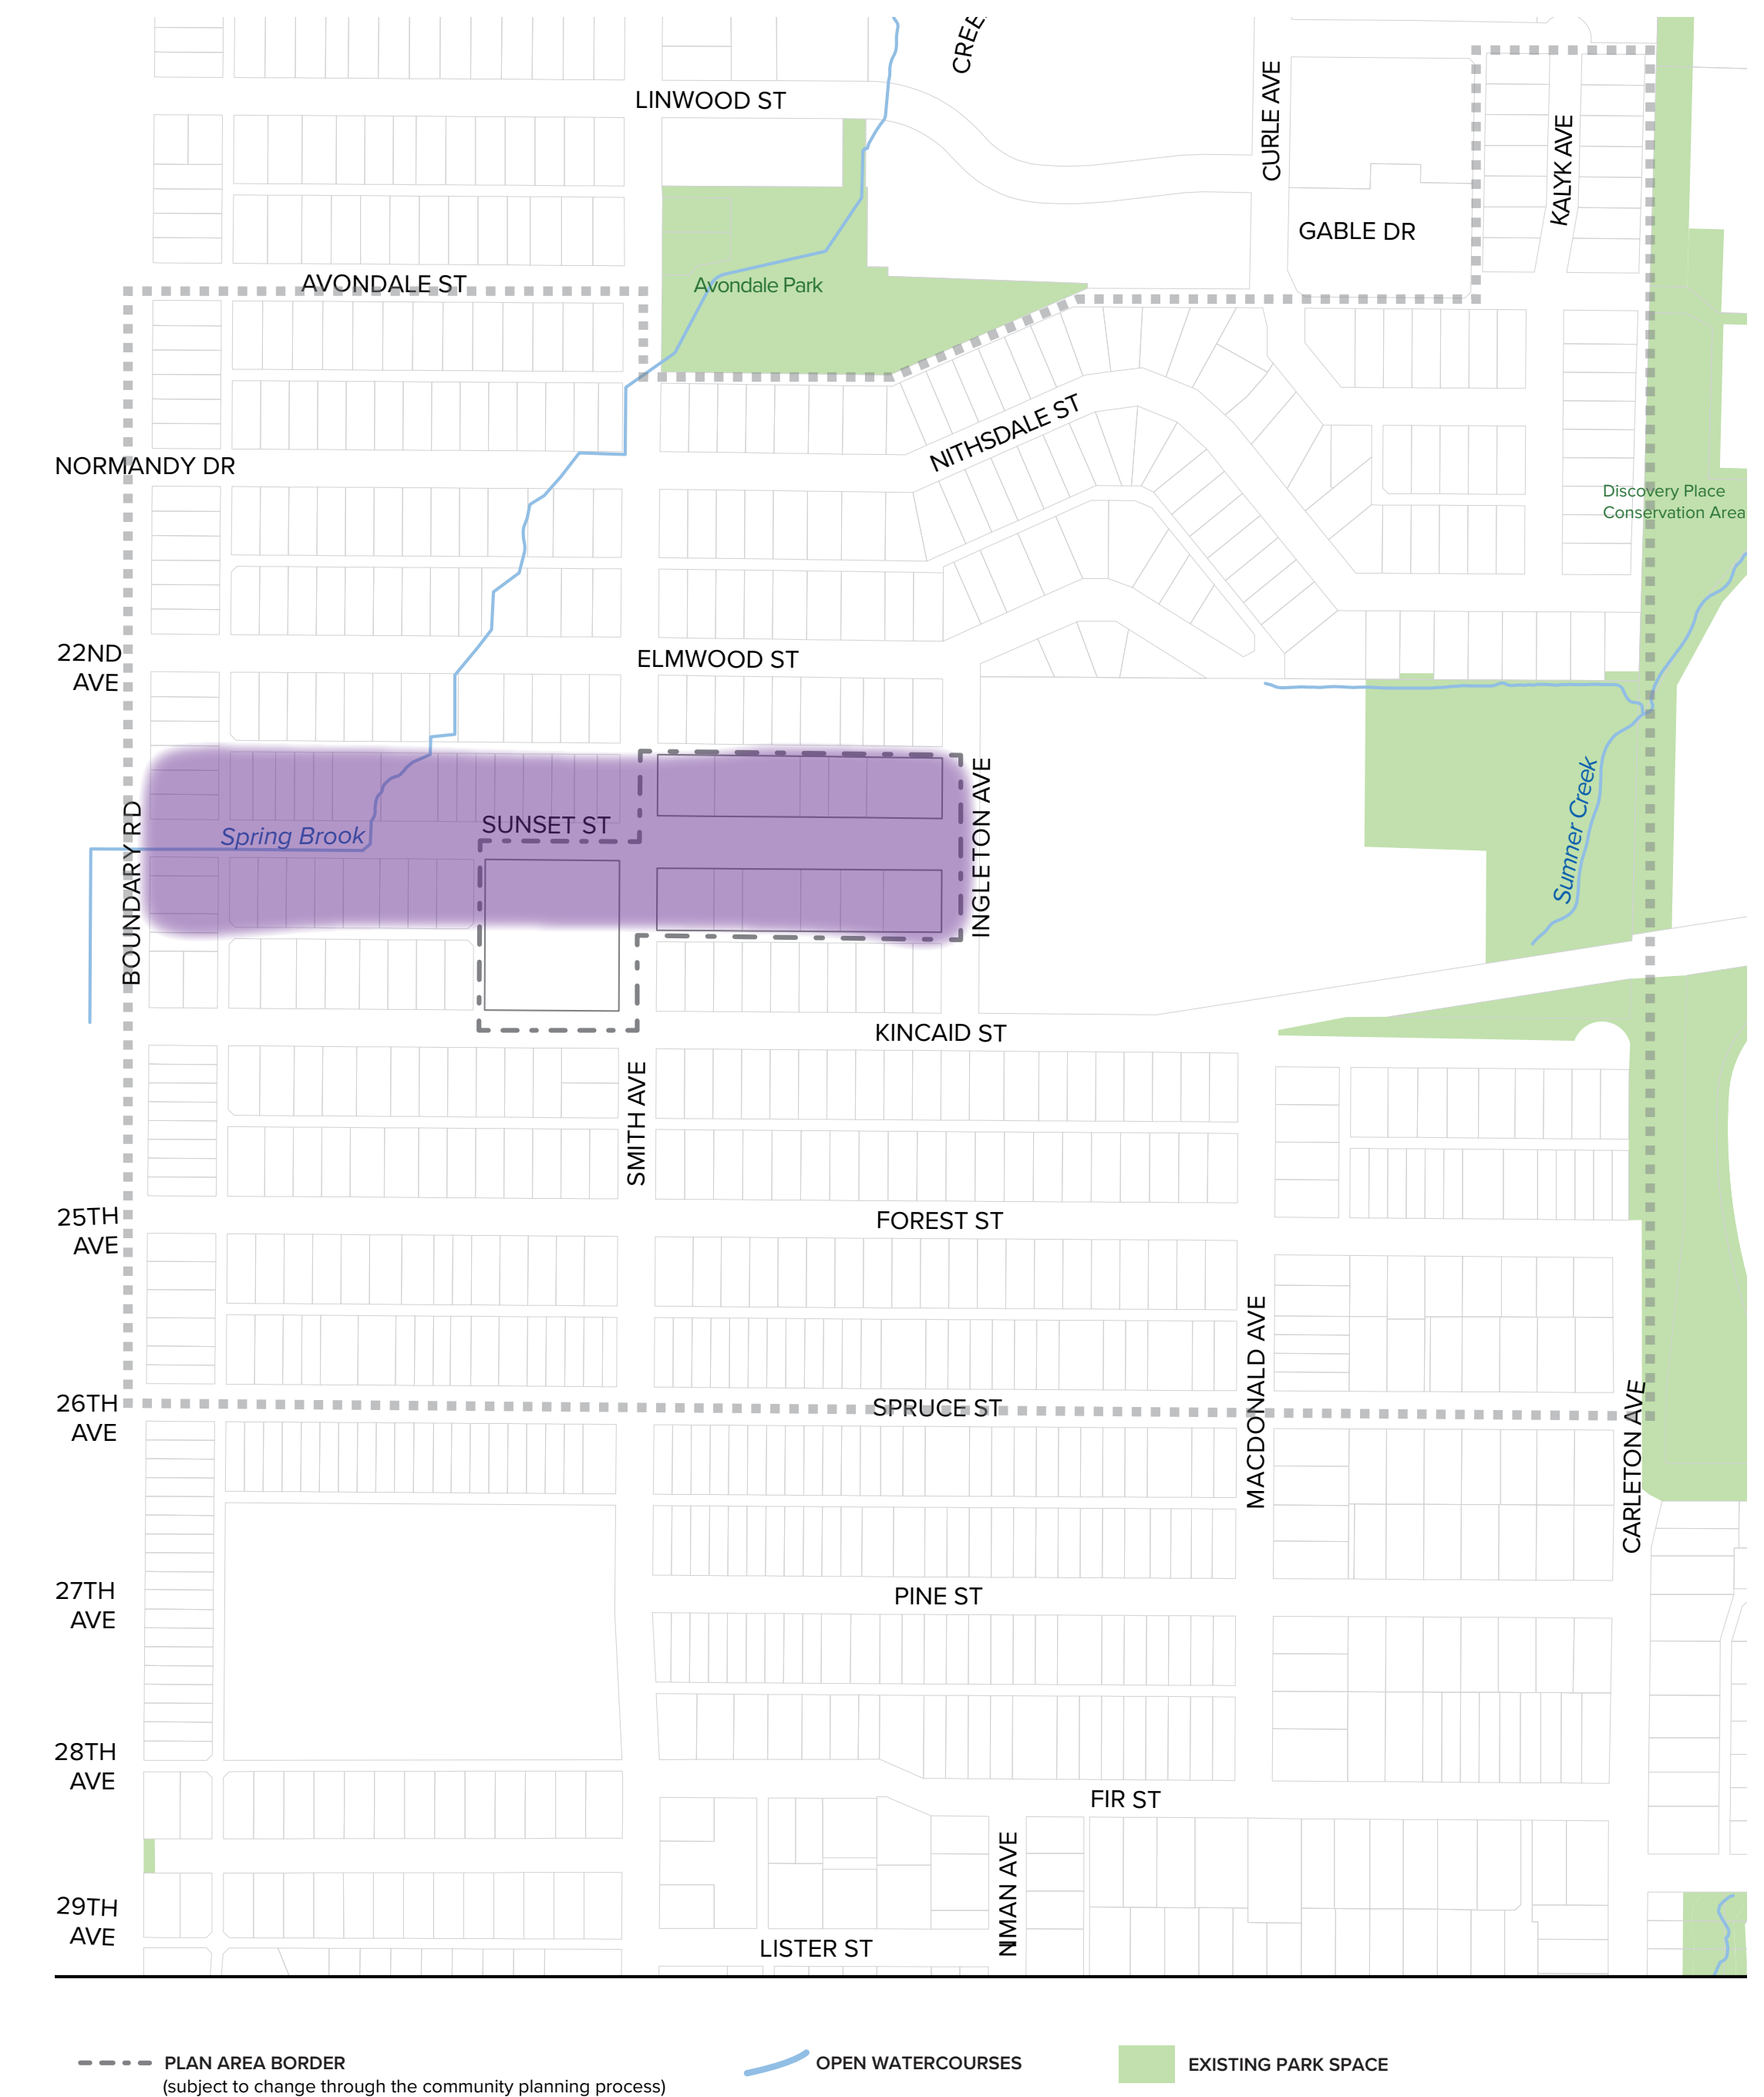 CREE
LINWOOD ST
CURLE AVE
KALYK AVE
GABLE DR
AVONDALE ST
Avondale Park
NITHSDALE ST
NORMANDY DR
Discovery Place
Conservation Area
22ND
AVE
ELMWOOD ST
BOUNDARY RD
Spring Brook
SUNSET ST
INGLETON AVE
Sumner Creek
KINCAID ST
SMITH AVE
25TH
AVE
FOREST ST
MACDONALD AVE
26TH
AVE
SPRUCE ST
CARLETON AVE
27TH
AVE
PINE ST
28TH
AVE
FIR ST
29TH
AVE
LISTER ST
NMAN AVE
PLAN AREA BORDER
(subject to change through the community planning process)
OPEN WATERCOURSES
EXISTING PARK SPACE